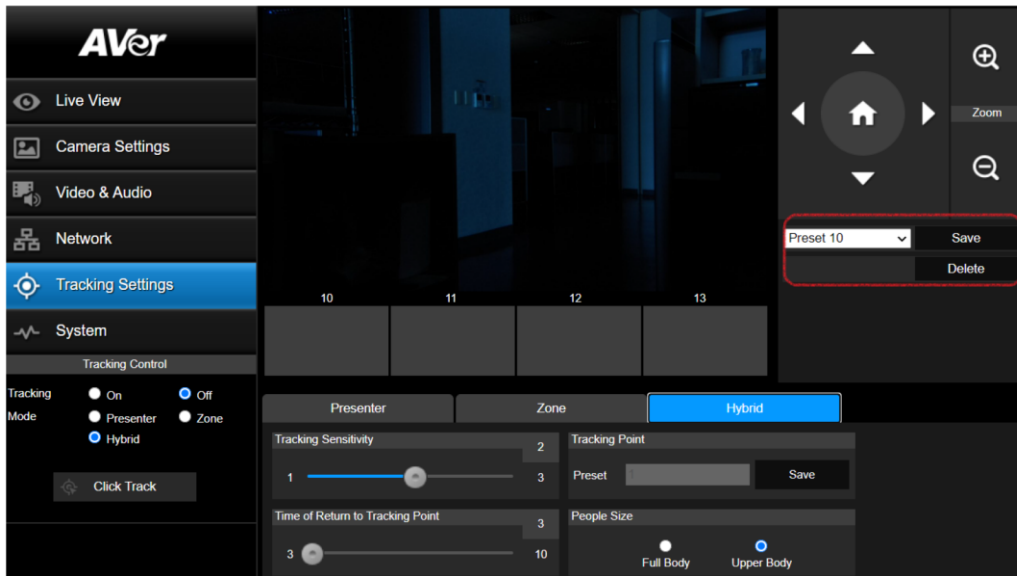 AVer
Live View
Camera Settings
Video & Audio
Network
Tracking Settings
System
Tracking Control
Tracking On Off
Mode Presenter Zone
Hybrid
Click Track
10 11 12 13
Zoom
Preset 10 Save
Delete
Presenter Zone Hybrid
Tracking Sensitivity 2
1 3
Time of Return to Tracking Point 3
3 10
Tracking Point
Preset 1 Save
People Size
Full Body Upper Body